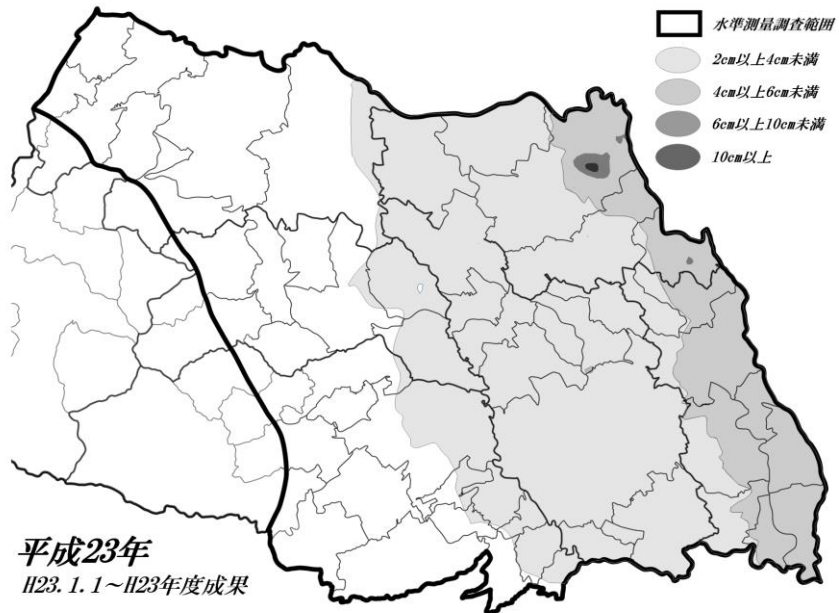 水準測量調査範囲
2cm以上4cm未満
4cm以上6cm未満
6cm以上10cm未満
10cm以上
平成23年
H23.1.1～H23年度成果